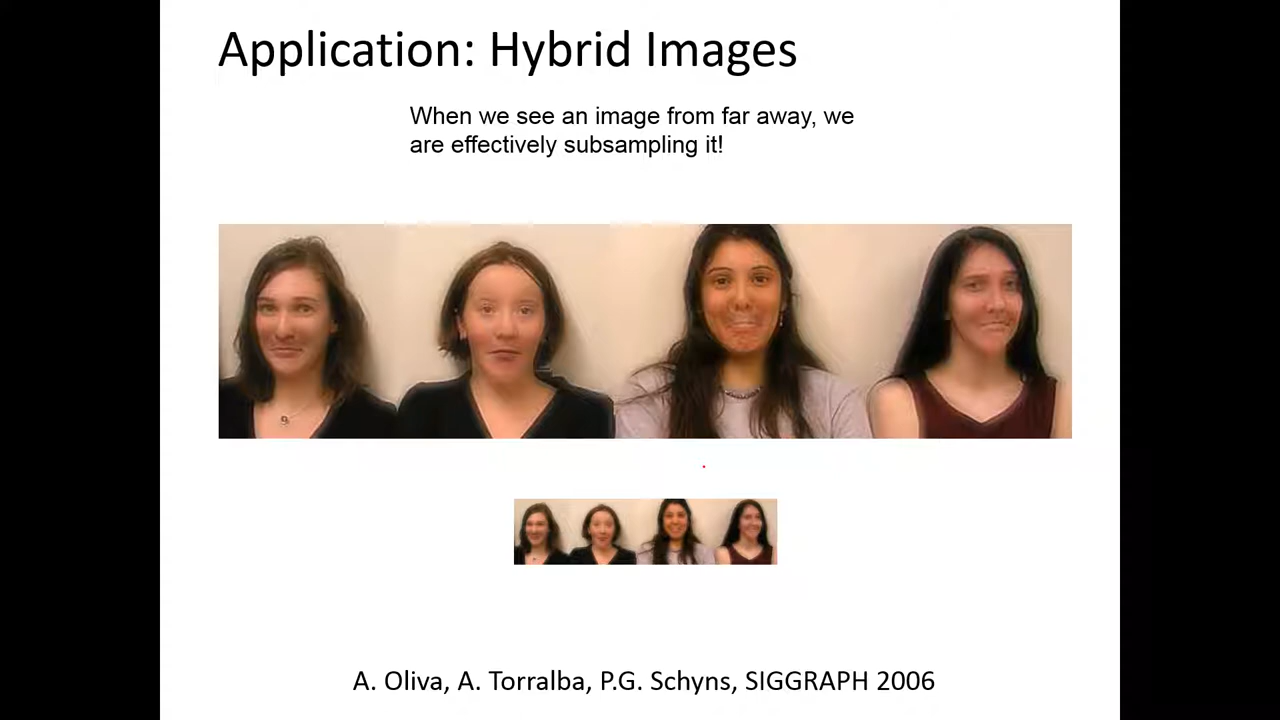 Application: Hybrid Images
When we see an image from far away, we
are effectively subsampling it!
A. Oliva, A. Torralba, P.G. Schyns, SIGGRAPH 2006